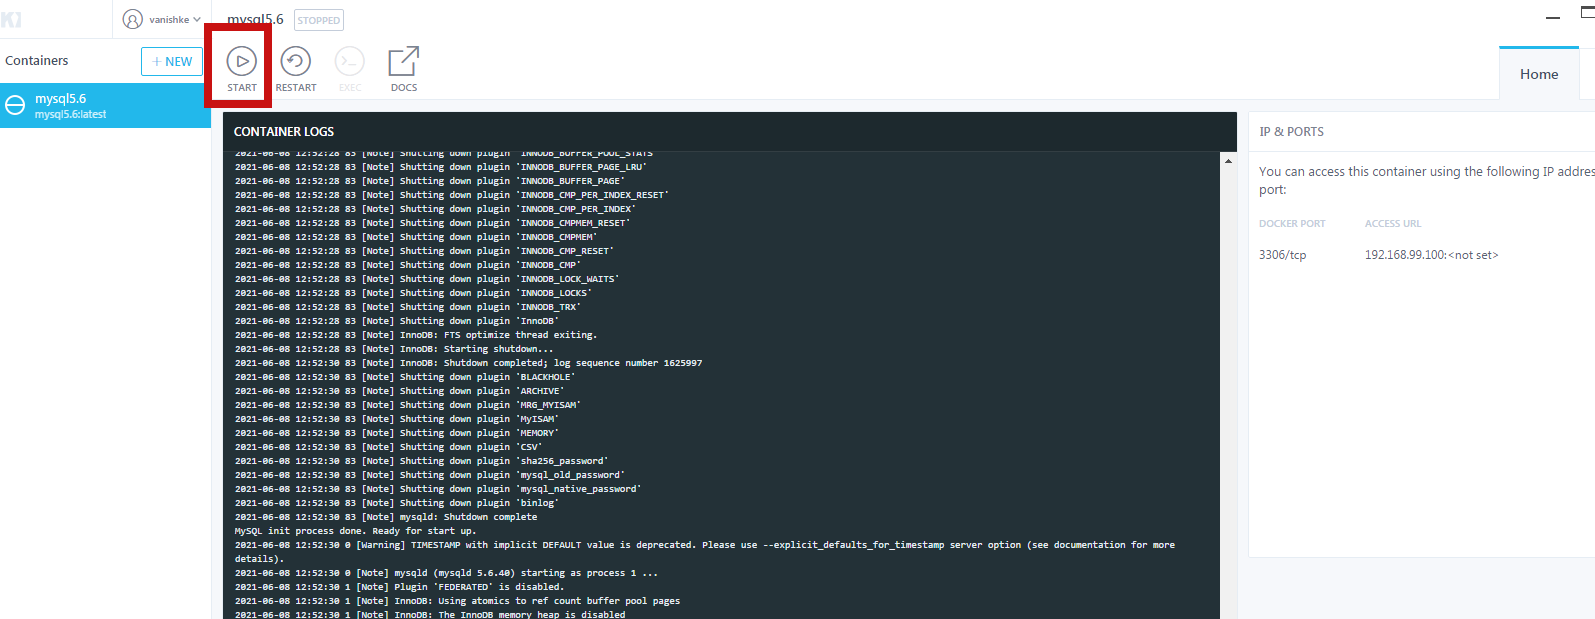 K
vanishke
mysql5.6 STOPPED
Containers
+ NEW
START
RESTART
EXEC
DOCS
Home
mysql5.6
mysql5.6:latest
CONTAINER LOGS
2021-06-08 12:52:28 83 [Note] Shutting down plugin 'INNODB_BUFFER_POOL_STATS'
2021-06-08 12:52:28 83 [Note] Shutting down plugin 'INNODB_BUFFER_PAGE_LRU'
2021-06-08 12:52:28 83 [Note] Shutting down plugin 'INNODB_BUFFER_PAGE'
2021-06-08 12:52:28 83 [Note] Shutting down plugin 'INNODB_CMP_PER_INDEX_RESET'
2021-06-08 12:52:28 83 [Note] Shutting down plugin 'INNODB_CMP_PER_INDEX'
2021-06-08 12:52:28 83 [Note] Shutting down plugin 'INNODB_CMPMEM_RESET'
2021-06-08 12:52:28 83 [Note] Shutting down plugin 'INNODB_CMPMEM'
2021-06-08 12:52:28 83 [Note] Shutting down plugin 'INNODB_CMP_RESET'
2021-06-08 12:52:28 83 [Note] Shutting down plugin 'INNODB_CMP'
2021-06-08 12:52:28 83 [Note] Shutting down plugin 'INNODB_LOCK_WAITS'
2021-06-08 12:52:28 83 [Note] Shutting down plugin 'INNODB_LOCKS'
2021-06-08 12:52:28 83 [Note] Shutting down plugin 'INNODB_TRX'
2021-06-08 12:52:28 83 [Note] Shutting down plugin 'InnoDB'
2021-06-08 12:52:28 83 [Note] InnoDB: FTS optimize thread exiting.
2021-06-08 12:52:28 83 [Note] InnoDB: Starting shutdown...
2021-06-08 12:52:30 83 [Note] InnoDB: Shutdown completed; log sequence number 1625997
2021-06-08 12:52:30 83 [Note] Shutting down plugin 'BLACKHOLE'
2021-06-08 12:52:30 83 [Note] Shutting down plugin 'ARCHIVE'
2021-06-08 12:52:30 83 [Note] Shutting down plugin 'MRG_MYISAM'
2021-06-08 12:52:30 83 [Note] Shutting down plugin 'MyISAM'
2021-06-08 12:52:30 83 [Note] Shutting down plugin 'MEMORY'
2021-06-08 12:52:30 83 [Note] Shutting down plugin 'CSV'
2021-06-08 12:52:30 83 [Note] Shutting down plugin 'sha256_password'
2021-06-08 12:52:30 83 [Note] Shutting down plugin 'mysql_old_password'
2021-06-08 12:52:30 83 [Note] Shutting down plugin 'mysql_native_password'
2021-06-08 12:52:30 83 [Note] Shutting down plugin 'binlog'
2021-06-08 12:52:30 83 [Note] mysqld: Shutdown complete
MySQL init process done. Ready for start up.
2021-06-08 12:52:30 0 [Warning] TIMESTAMP with implicit DEFAULT value is deprecated. Please use --explicit_defaults_for_timestamp server option (see documentation for more
details).
2021-06-08 12:52:30 0 [Note] mysqld (mysqld 5.6.40) starting as process 1 ...
2021-06-08 12:52:30 1 [Note] Plugin 'FEDERATED' is disabled.
2021-06-08 12:52:30 1 [Note] InnoDB: Using atomics to ref count buffer pool pages
2021-06-08 12:52:30 1 [Note] InnoDB: The InnoDB memory heap is disabled
IP & PORTS
You can access this container using the following IP addres
port:
DOCKER PORT ACCESS URL
3306/tcp 192.168.99.100:<not set>